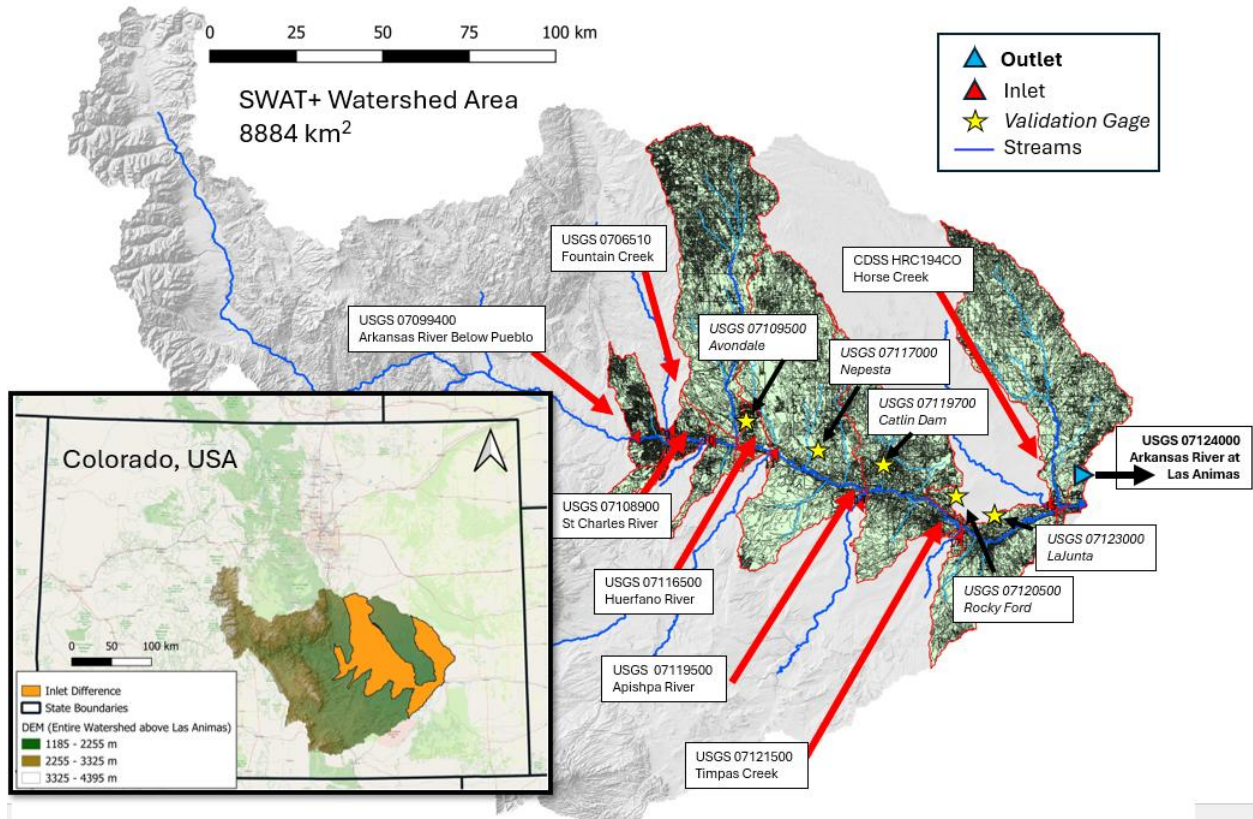 0 25 50 75 100 km
SWAT+ Watershed Area
8884 km²
Outlet
Inlet
Validation Gage
Streams
USGS 0706510
Fountain Creek
CDSS HRC194CO
Horse Creek
USGS 07099400
Arkansas River Below Pueblo
USGS 07109500
Avondale
USGS 07117000
Nepesta
USGS 07119700
Catlin Dam
USGS 07124000
Arkansas River at
Las Animas
USGS 07108900
St Charles River
USGS 07123000
LaJunta
USGS 07116500
Huerfano River
USGS 07120500
Rocky Ford
USGS 07119500
Apishpa River
USGS 07121500
Timpas Creek
Colorado, USA
0 50 100 km
Inlet Difference
State Boundaries
DEM (Entire Watershed above Las Animas)
1185 - 2255 m
2255 - 3325 m
3325 - 4395 m